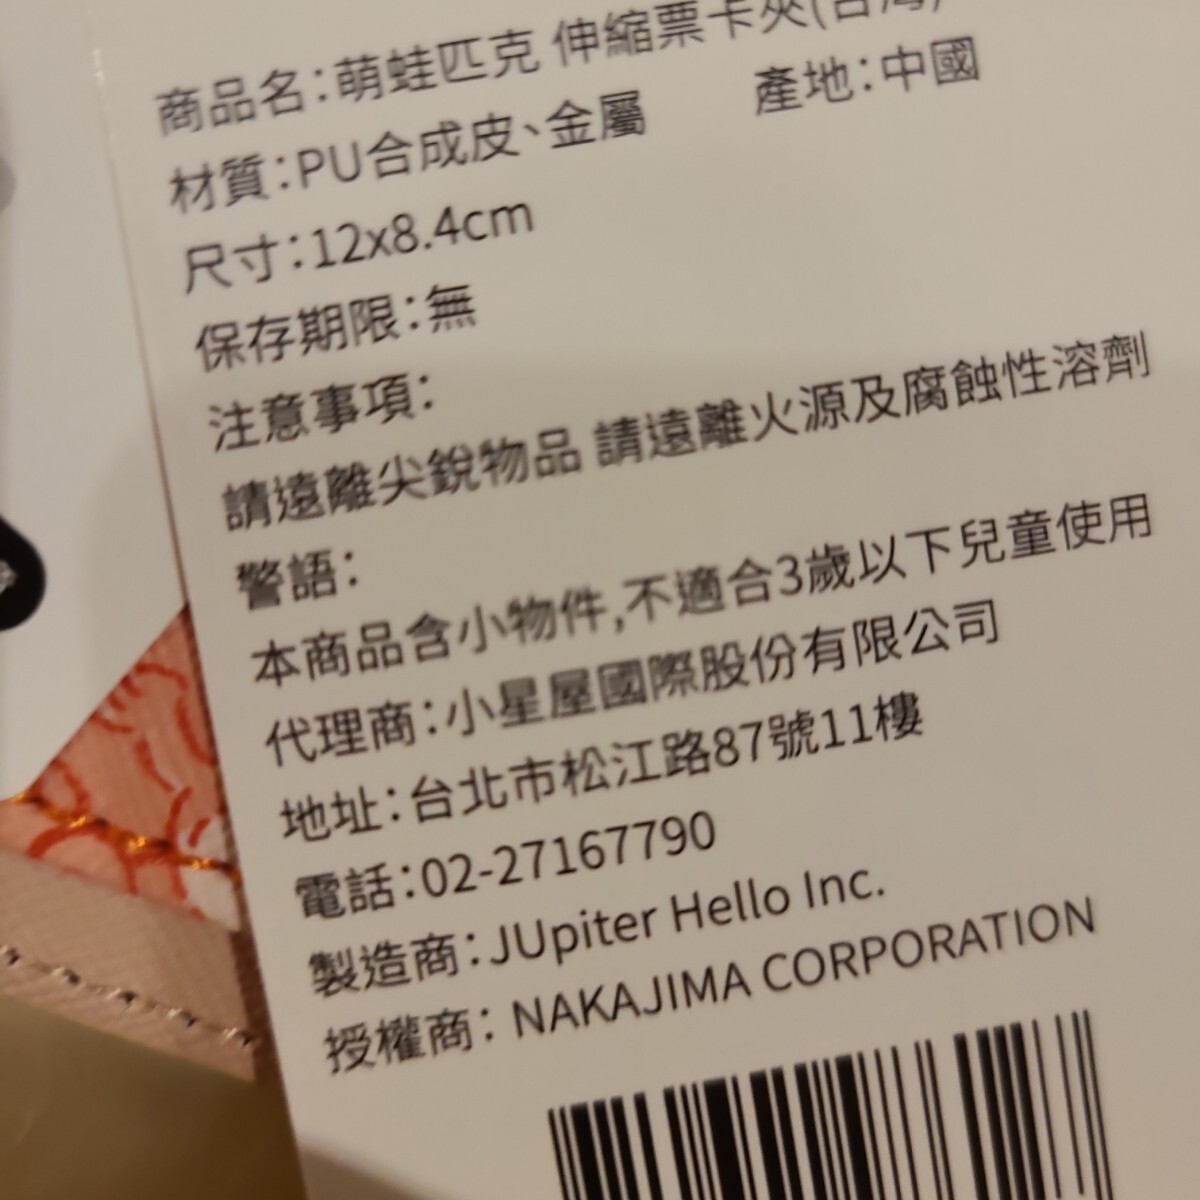 商品名：萌蛙匹克 伸縮票卡夾(台灣)
材質：PU合成皮、金屬 產地：中國
尺寸：12x8.4cm
保存期限：無
注意事項：
請遠離尖銳物品 請遠離火源及腐蝕性溶劑
警語：
本商品含小物件,不適合3歲以下兒童使用
代理商：小星屋國際股份有限公司
地址：台北市松江路87號11樓
電話：02-27167790
製造商：JUpiter Hello Inc.
授權商： NAKAJIMA CORPORATION